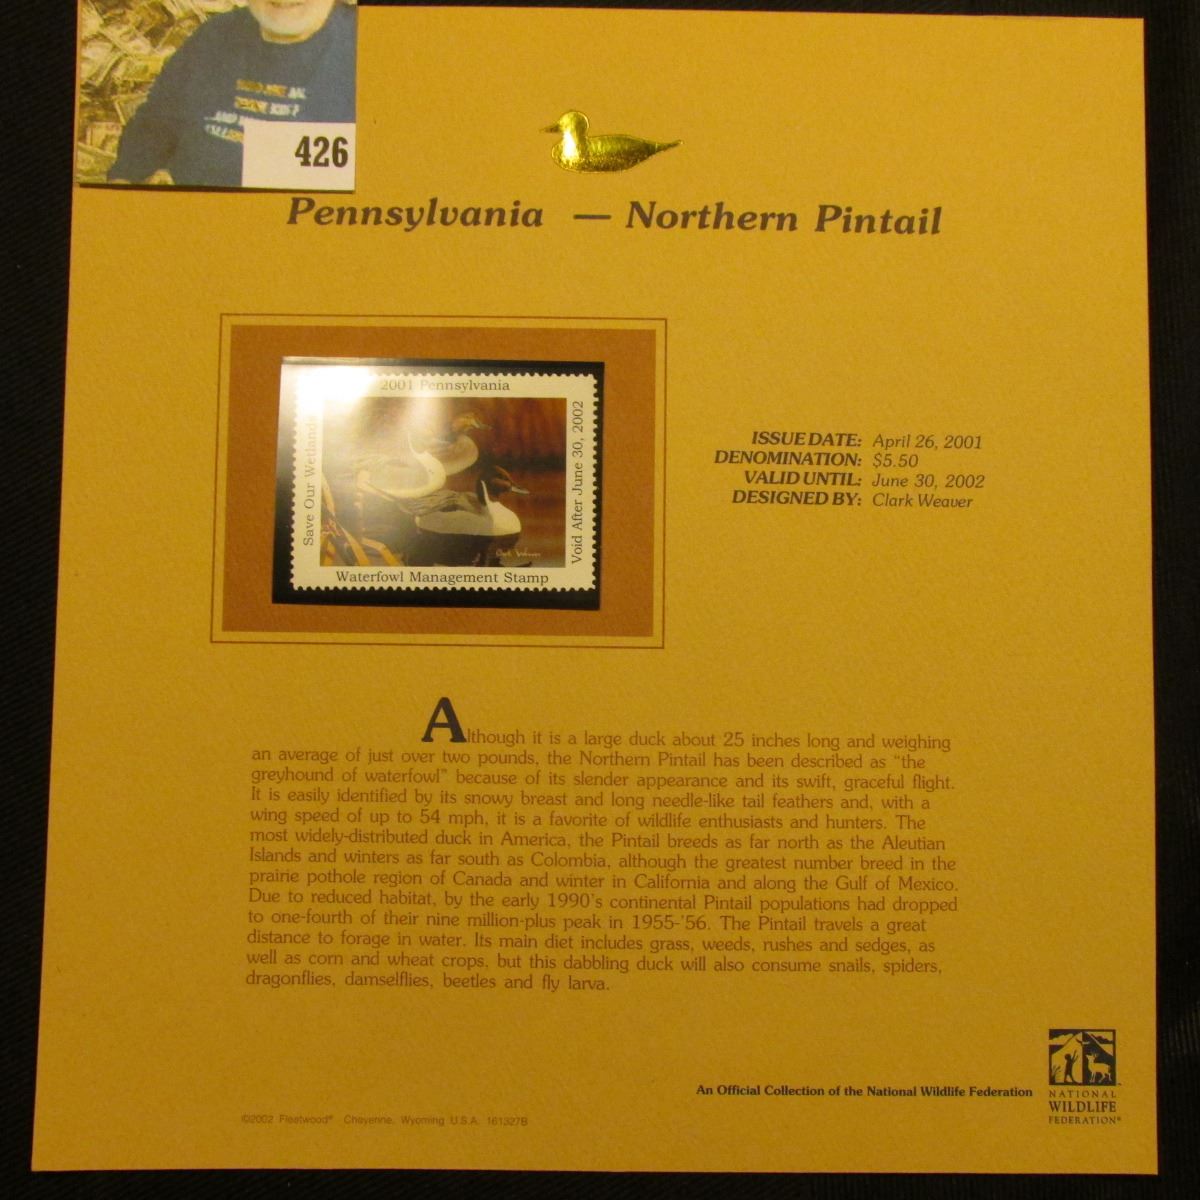 426
Pennsylvania — Northern Pintail
2001 Pennsylvania
Save Our Wetlands
Void After June 30, 2002
Waterfowl Management Stamp
ISSUE DATE: April 26, 2001
DENOMINATION: $5.50
VALID UNTIL: June 30, 2002
DESIGNED BY: Clark Weaver
Although it is a large duck about 25 inches long and weighing
an average of just over two pounds, the Northern Pintail has been described as "the
greyhound of waterfowl" because of its slender appearance and its swift, graceful flight.
It is easily identified by its snowy breast and long needle-like tail feathers and, with a
wing speed of up to 54 mph, it is a favorite of wildlife enthusiasts and hunters. The
most widely-distributed duck in America, the Pintail breeds as far north as the Aleutian
Islands and winters as far south as Colombia, although the greatest number breed in the
prairie pothole region of Canada and winter in California and along the Gulf of Mexico.
Due to reduced habitat, by the early 1990's continental Pintail populations had dropped
to one-fourth of their nine million-plus peak in 1955-'56. The Pintail travels a great
distance to forage in water. Its main diet includes grass, weeds, rushes and sedges, as
well as corn and wheat crops, but this dabbling duck will also consume snails, spiders,
dragonflies, damselflies, beetles and fly larva.
An Official Collection of the National Wildlife Federation
NATIONAL
WILDLIFE
FEDERATION®
©2002 Fleetwood® Cheyenne, Wyoming U.S.A. 161327B